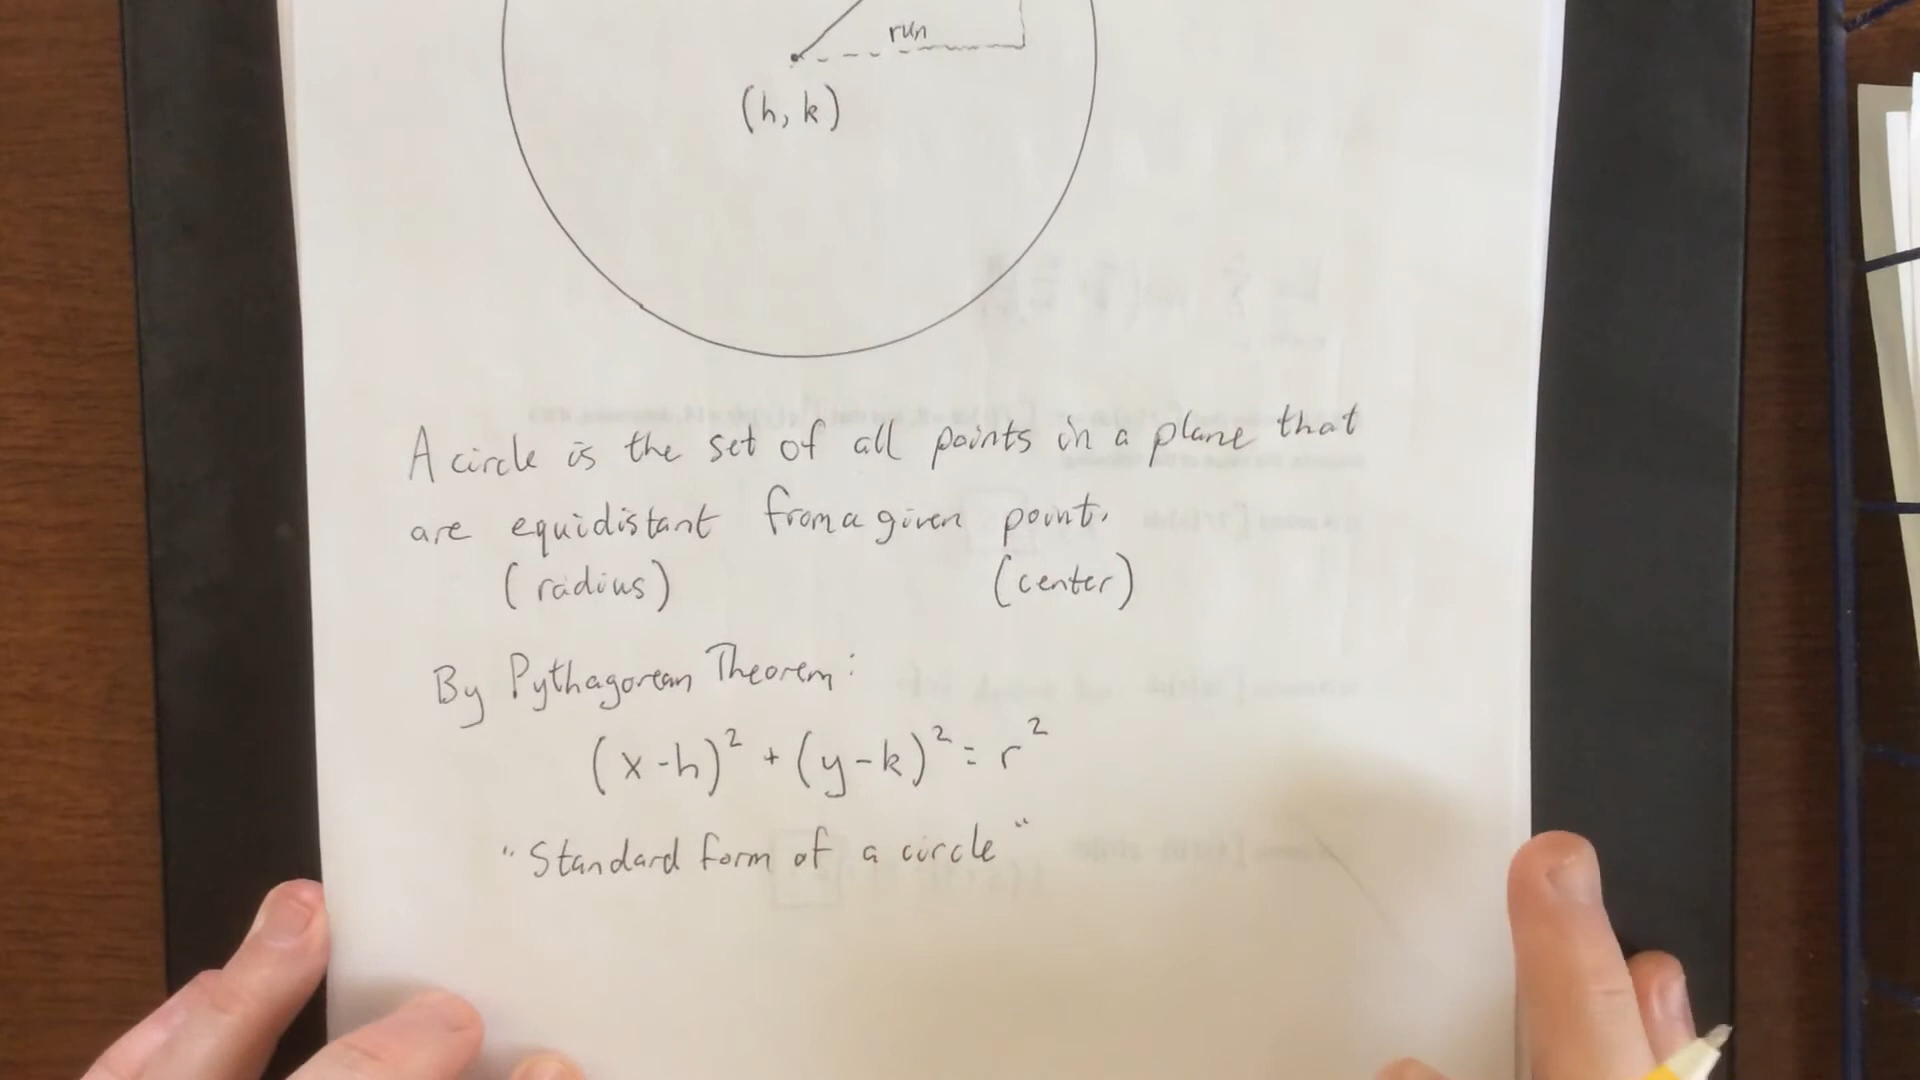 run
(h, k)
A circle is the set of all points in a plane that
are equidistant from a given point.
(radius) (center)
By Pythagorean Theorem:
(x-h)² + (y-k)² = r²
"Standard form of a circle"